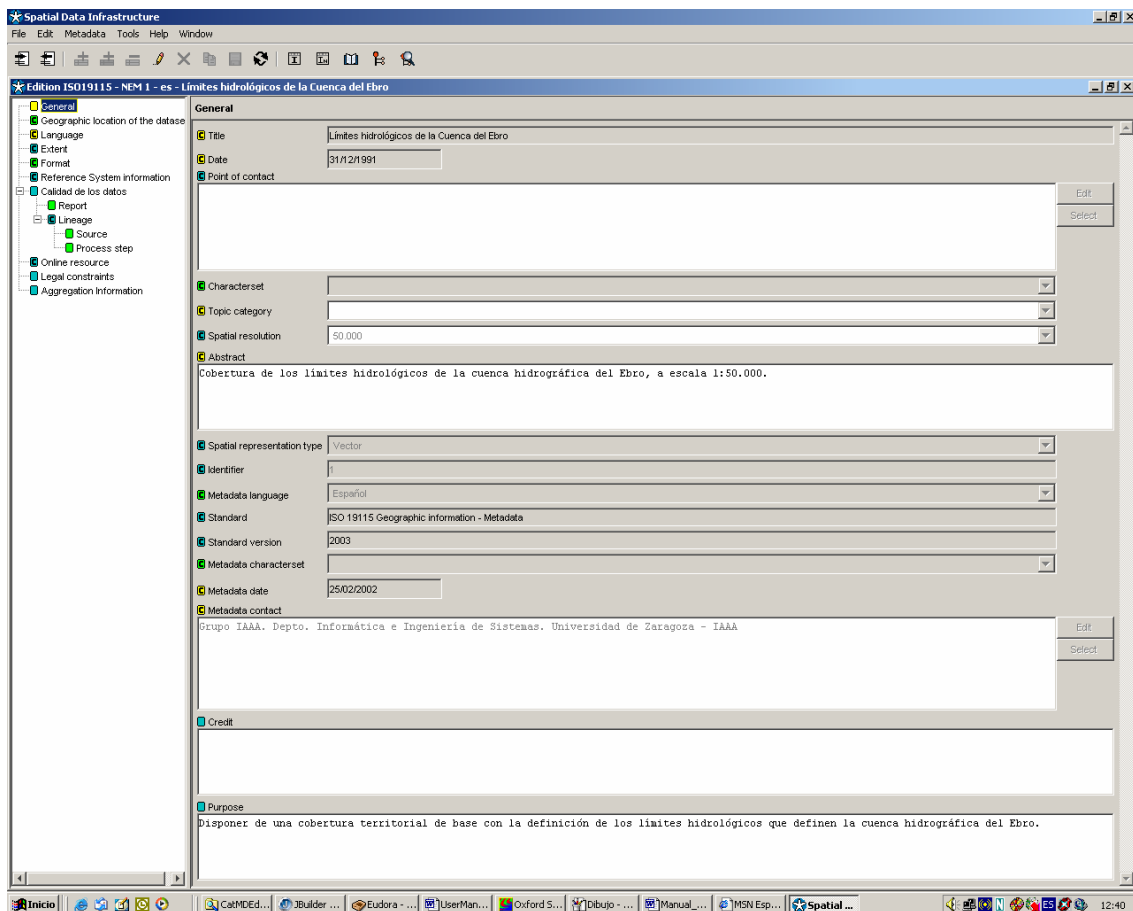 Spatial Data Infrastructure
File Edit Metadata Tools Help Window
Edition ISO19115 - NEM 1 - es - Límites hidrológicos de la Cuenca del Ebro
General
Geographic location of the datase
Language
Extent
Format
Reference System information
Calidad de los datos
Report
Lineage
Source
Process step
Online resource
Legal constraints
Aggregation Information
General
Title Límites hidrológicos de la Cuenca del Ebro
Date 31/12/1991
Point of contact
Edit
Select
Characterset
Topic category
Spatial resolution 50.000
Abstract
Cobertura de los límites hidrológicos de la cuenca hidrográfica del Ebro, a escala 1:50.000.
Spatial representation type Vector
Identifier 1
Metadata language Español
Standard ISO 19115 Geographic information - Metadata
Standard version 2003
Metadata characterset
Metadata date 25/02/2002
Metadata contact
Grupo IAAA. Depto. Informática e Ingeniería de Sistemas. Universidad de Zaragoza - IAAA
Edit
Select
Credit
Purpose
Disponer de una cobertura territorial de base con la definición de los límites hidrológicos que definen la cuenca hidrográfica del Ebro.
Inicio CatMDEd... JBuilder ... Eudora - ... UserMan... Oxford S... Dibujo - ... Manual_... MSN Esp... Spatial ... ES 12:40